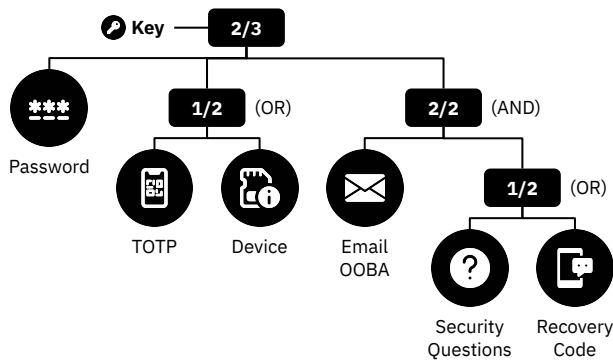 Key
2/3
***
1/2 (OR)
2/2 (AND)
Password
1/2 (OR)
TOTP
Device
Email
OOBA
?
Security
Questions
Recovery
Code